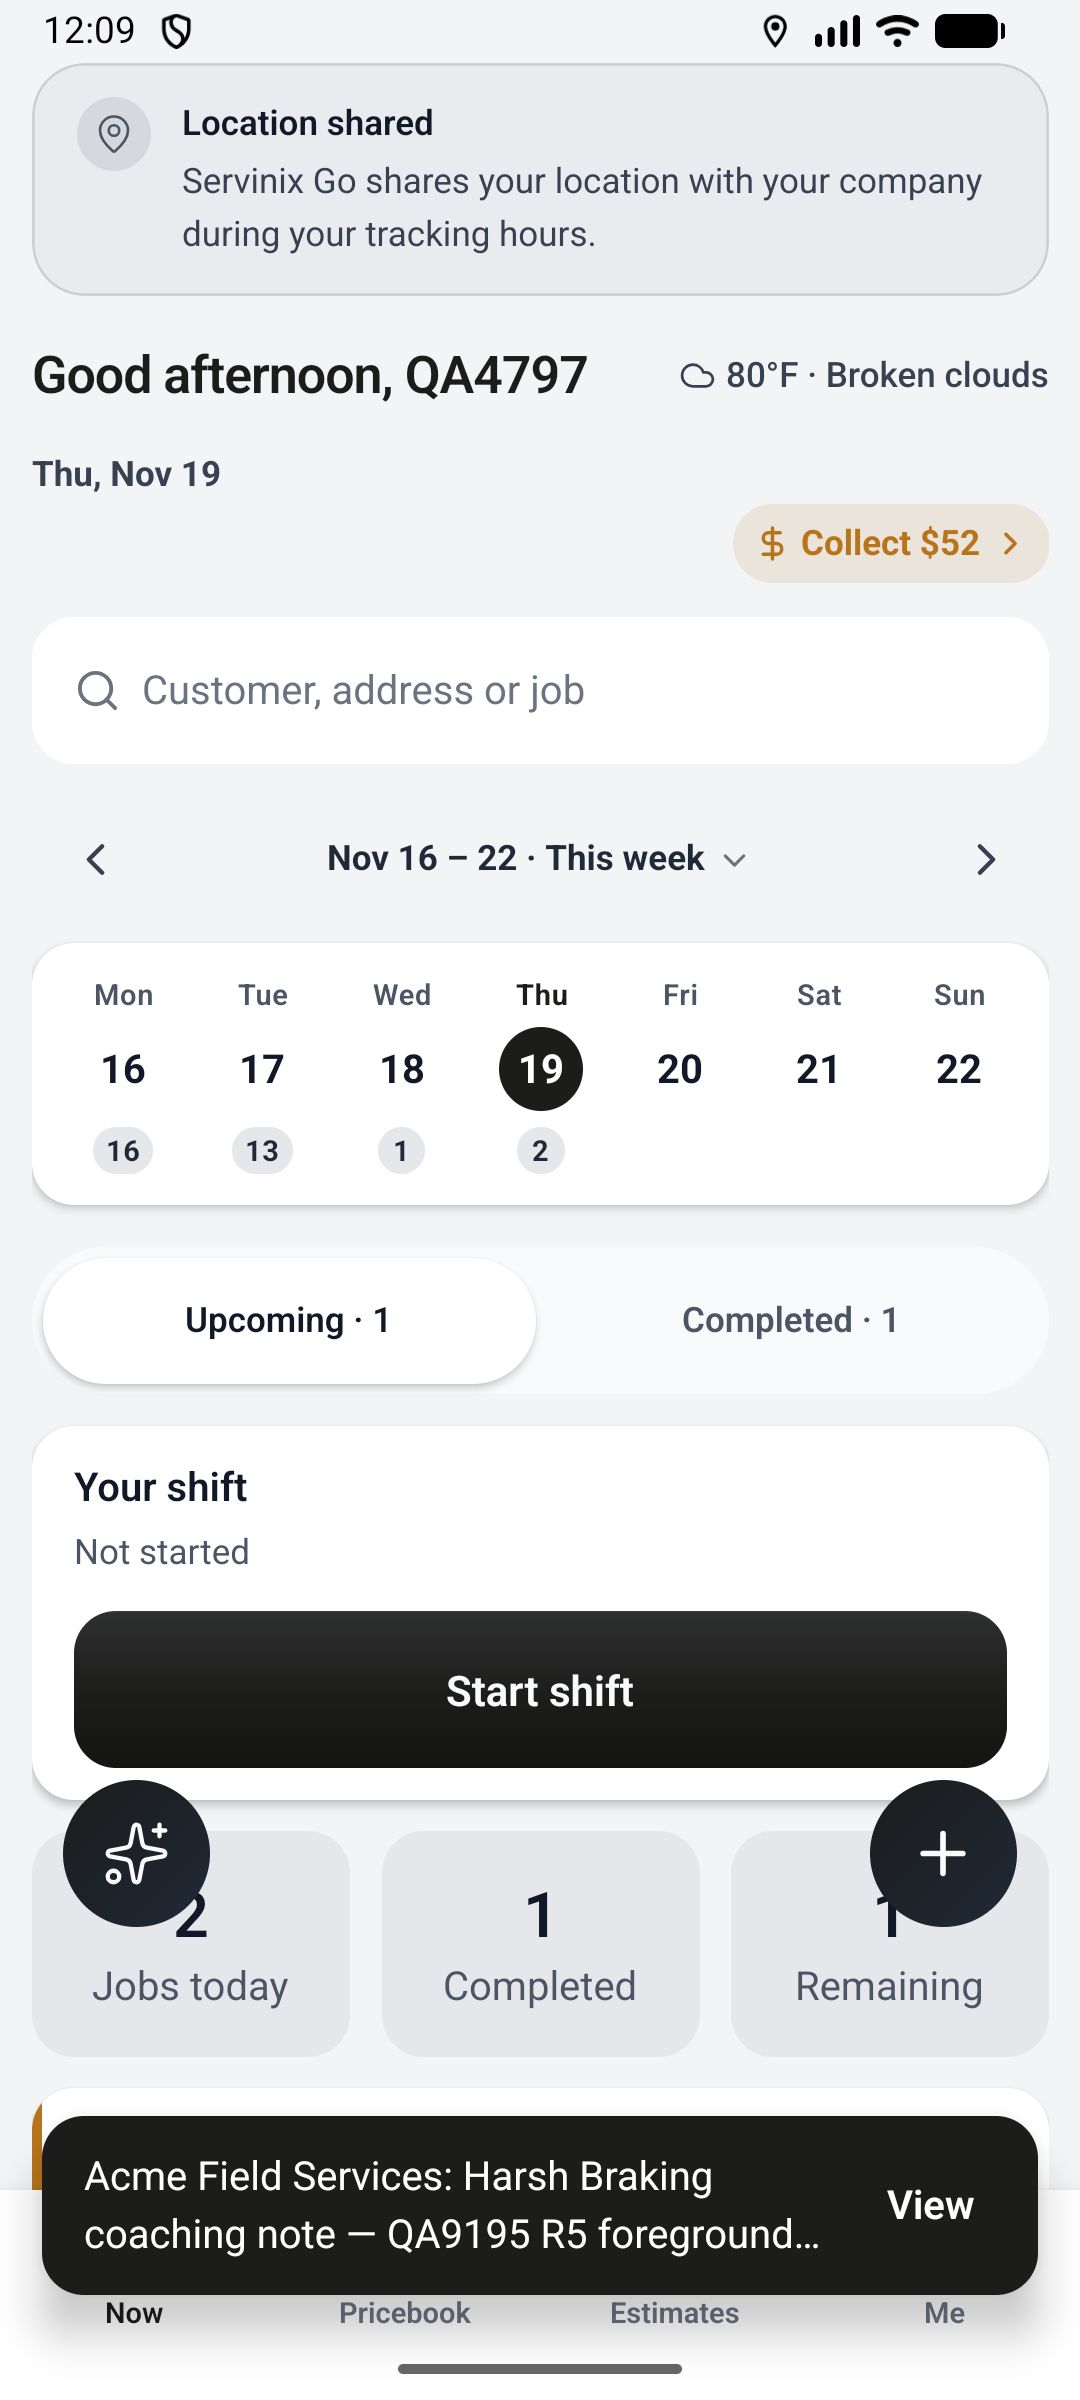 12:09
Location shared
Servinix Go shares your location with your company
during your tracking hours.
Good afternoon, QA4797
80°F · Broken clouds
Thu, Nov 19
Collect $52
Customer, address or job
Nov 16 – 22 · This week
Mon Tue Wed Thu Fri Sat Sun
16 17 18 19 20 21 22
16 13 1 2
Upcoming · 1
Completed · 1
Your shift
Not started
Start shift
2 1 1
Jobs today Completed Remaining
Acme Field Services: Harsh Braking
coaching note — QA9195 R5 foreground...
View
Now Pricebook Estimates Me